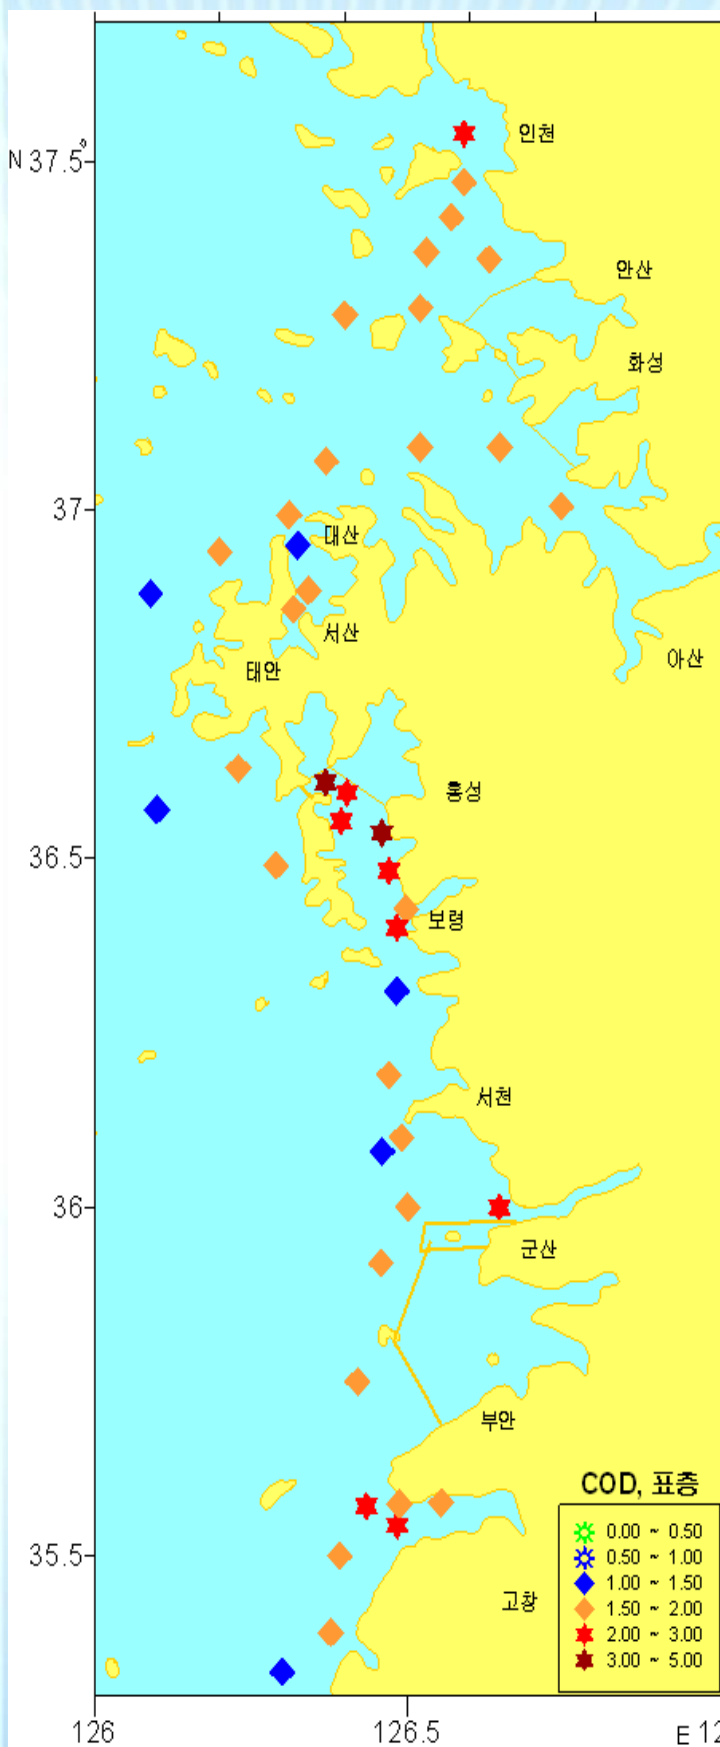 인천
N 37.5°
안산
화성
37
대산
서산
아산
태안
홍성
36.5
보령
서천
36
군산
부안
COD, 표층
0.00 ~ 0.50
0.50 ~ 1.00
1.00 ~ 1.50
1.50 ~ 2.00
2.00 ~ 3.00
3.00 ~ 5.00
35.5
고창
126
126.5
E 12